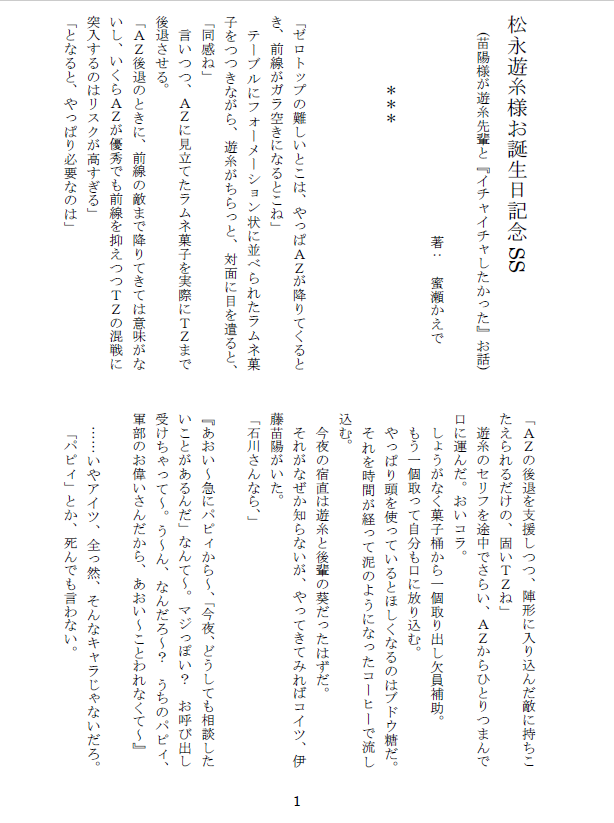 松永遊糸様お誕生日記念SS
(苗陽様が遊糸先輩と『イチャイチャしたかった』お話)
著： 蜜瀬かえで
＊＊＊
「ゼロトップの難しいとこは、やっぱＡＺが降りてくると
き、前線がガラ空きになるとこね」
　テーブルにフォーメーション状に並べられたラムネ菓
子をつつきながら、遊糸がちらっと、対面に目を遣ると、
「同感ね」
　言いつつ、ＡＺに見立てたラムネ菓子を実際にＴＺまで
後退させる。
「ＡＺ後退のときに、前線の敵まで降りてきては意味がな
いし、いくらＡＺが優秀でも前線を抑えつつＴＺの混戦に
突入するのはリスクが高すぎる」
「となると、やっぱり必要なのは」
「ＡＺの後退を支援しつつ、陣形に入り込んだ敵に持ちこ
たえられるだけの、固いＴＺね」
　遊糸のセリフを途中でさらい、ＡＺからひとりつまんで
口に運んだ。おいコラ。
　しょうがなく菓子桶から一個取り出し欠員補助。
　もう一個取って自分も口に放り込む。
　やっぱり頭を使っているとほしくなるのはブドウ糖だ。
　それを時間が経って泥のようになったコーヒーで流し
込む。
　今夜の宿直は遊糸と後輩の葵だったはずだ。
　それがなぜか知らないが、やってきてみればコイツ、伊
藤苗陽がいた。
「石川さんなら、」
『あおい～急にパピィから～、「今夜、どうしても相談した
いことがあるんだ」なんて～。マジっぽい？　お呼び出し
受けちゃって～。う～ん、なんだろ～？　うちのパピィ、
軍部のお偉いさんだから、あおい～ことわれなくて～』
　……いやアイツ、全っ然、そんなキャラじゃないだろ。
「パピィ」とか、死んでも言わない。
1